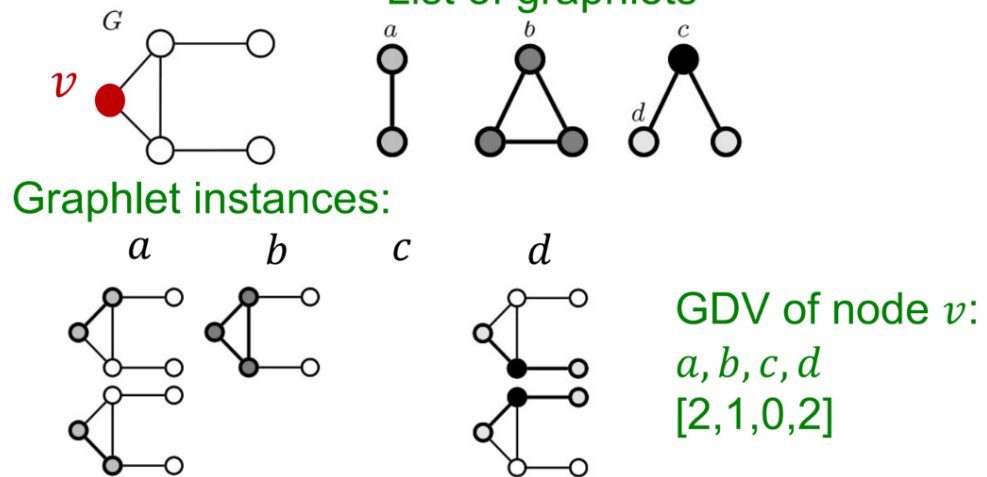 List of graphlets
G
a
b
c
v
d
Graphlet instances:
a b c d
GDV of node v:
a, b, c, d
[2,1,0,2]